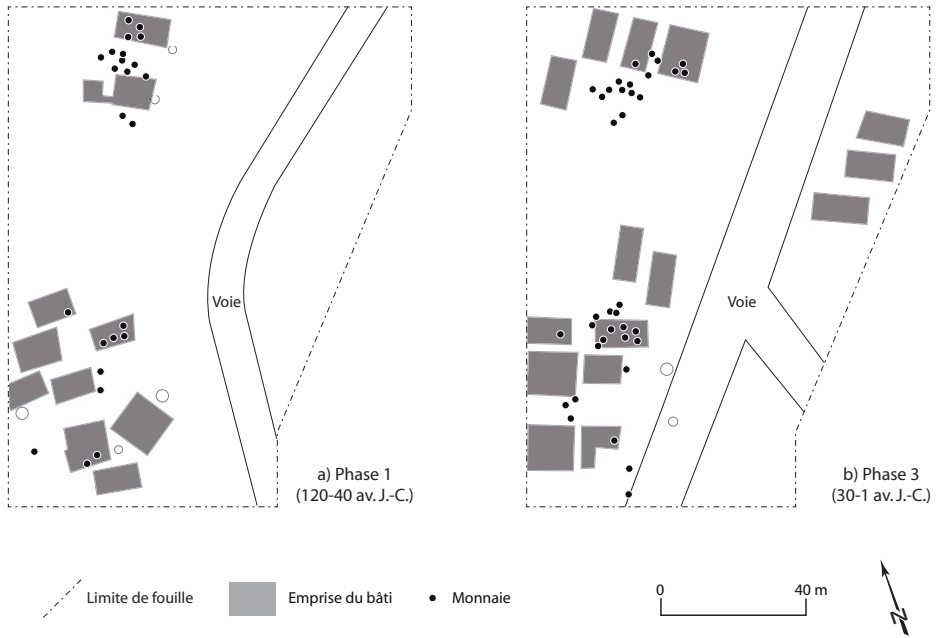 Voie
a) Phase 1
(120-40 av. J.-C.)
Voie
b) Phase 3
(30-1 av. J.-C.)
Limite de fouille
Emprise du bâti
Monnaie
0
40 m
N